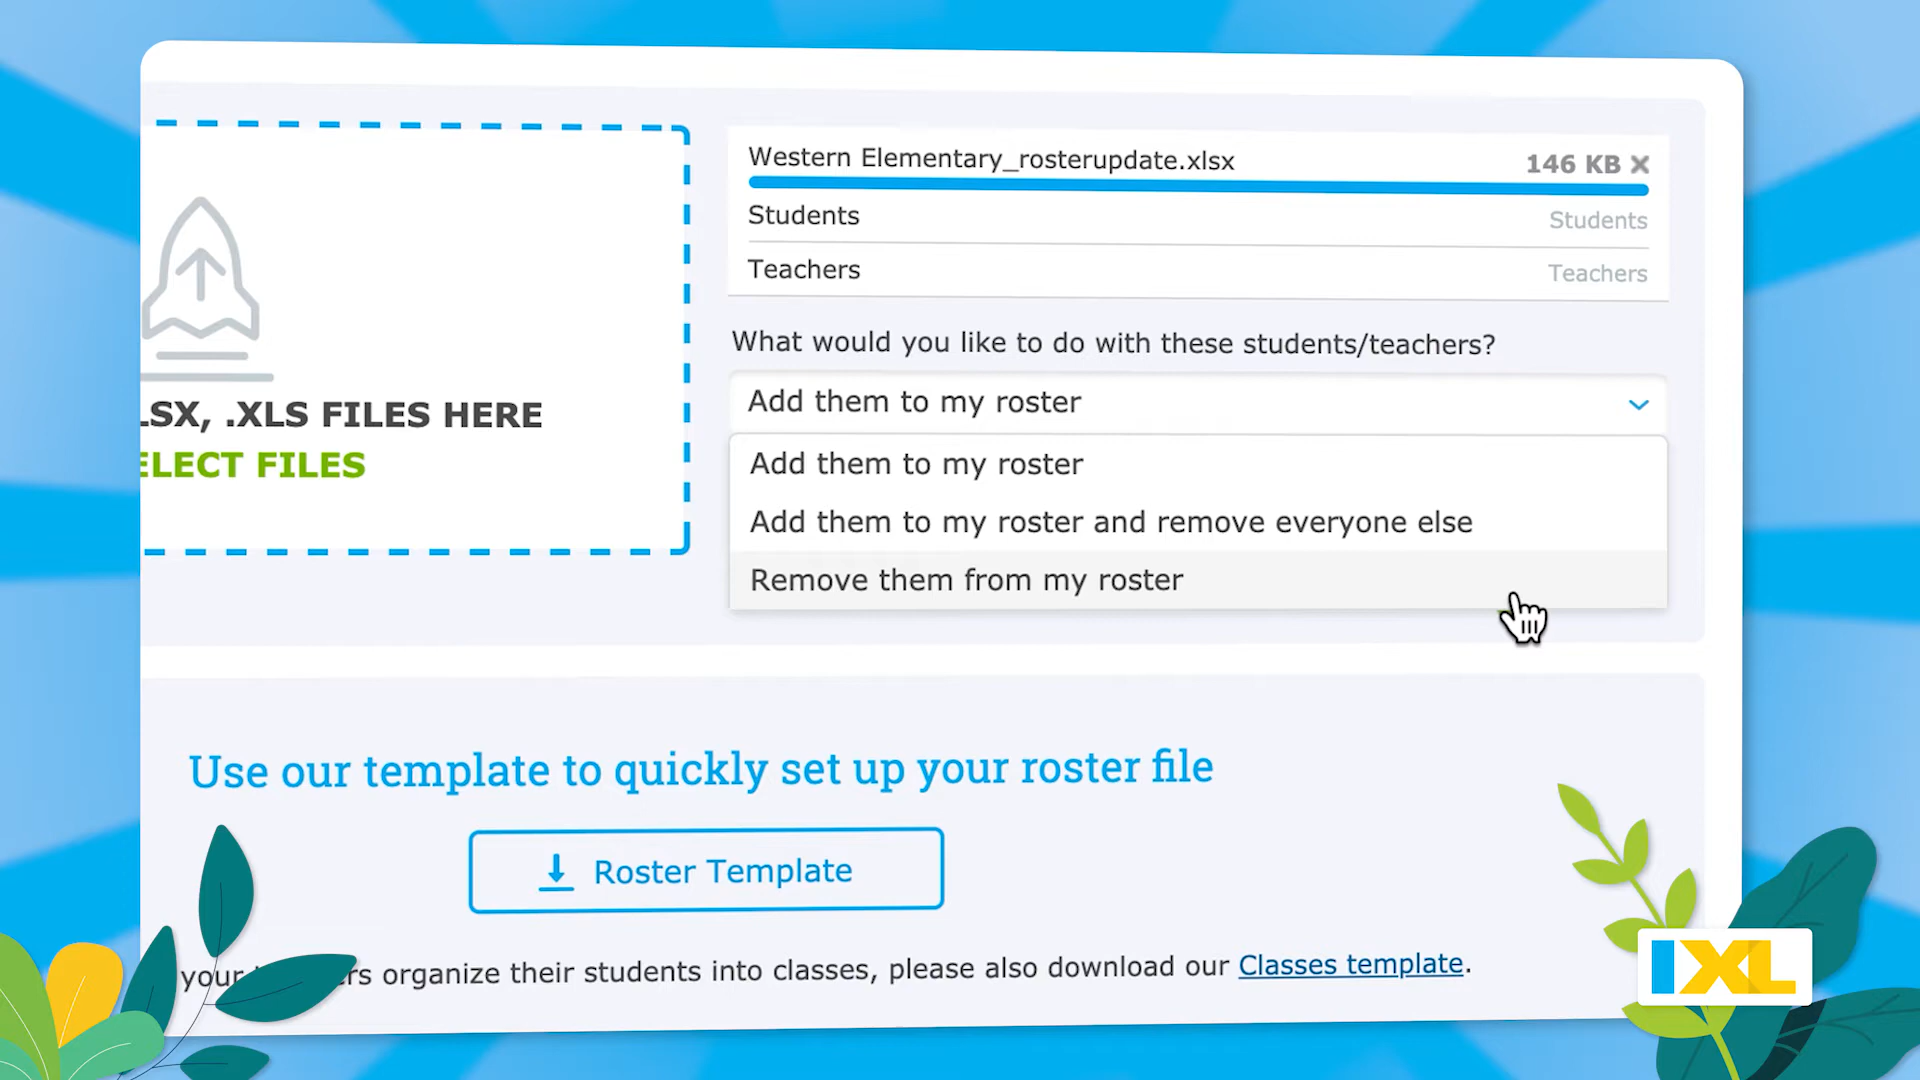 Western Elementary_rosterupdate.xlsx 146 KB
Students Students
Teachers Teachers
LSX, .XLS FILES HERE
ELECT FILES
What would you like to do with these students/teachers?
Add them to my roster
Add them to my roster
Add them to my roster and remove everyone else
Remove them from my roster
Use our template to quickly set up your roster file
Roster Template
your rs organize their students into classes, please also download our Classes template.
IXL